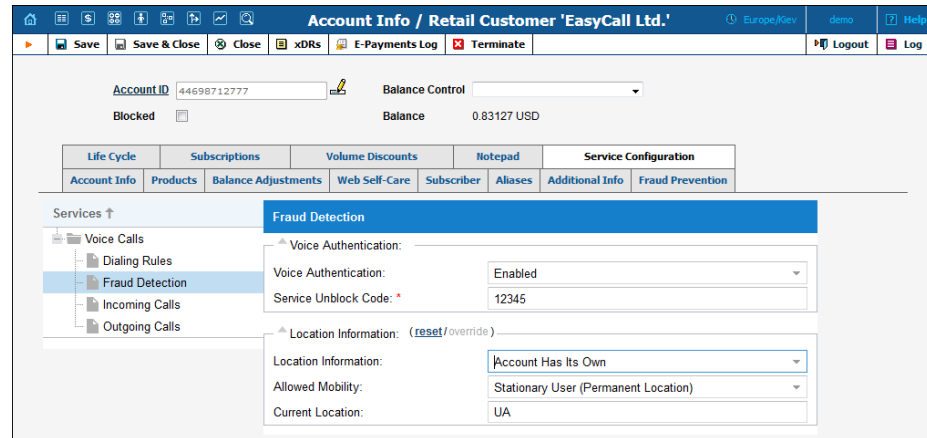 Account Info / Retail Customer 'EasyCall Ltd.' Europe/Kiev demo ? Help
Save Save & Close Close xDRs E-Payments Log Terminate Logout Log
Account ID 44698712777 Balance Control
Blocked Balance 0.83127 USD
Life Cycle Subscriptions Volume Discounts Notepad Service Configuration
Account Info Products Balance Adjustments Web Self-Care Subscriber Aliases Additional Info Fraud Prevention
Services
Voice Calls
Dialing Rules
Fraud Detection
Incoming Calls
Outgoing Calls
Fraud Detection
Voice Authentication:
Voice Authentication: Enabled
Service Unblock Code: * 12345
Location Information: (reset/override)
Location Information: Account Has Its Own
Allowed Mobility: Stationary User (Permanent Location)
Current Location: UA